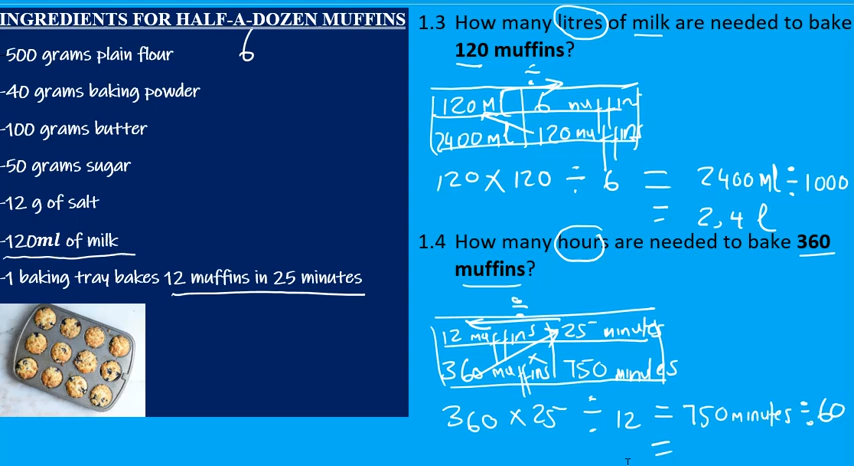 INGREDIENTS FOR HALF-A-DOZEN MUFFINS
6
500 grams plain flour
-40 grams baking powder
-100 grams butter
-50 grams sugar
-12 g of salt
-120ml of milk
-1 baking tray bakes 12 muffins in 25 minutes
1.3 How many litres of milk are needed to bake
120 muffins?
÷
120 Ml 6 muffins
2400 ml 120 muffins
120 × 120 ÷ 6 = 2400 ml ÷ 1000
= 2,4 l
1.4 How many hours are needed to bake 360
muffins?
÷
12 muffins 25 minutes
360 muffins × 750 minutes
360 × 25 ÷ 12 = 750 minutes ÷ 60
=